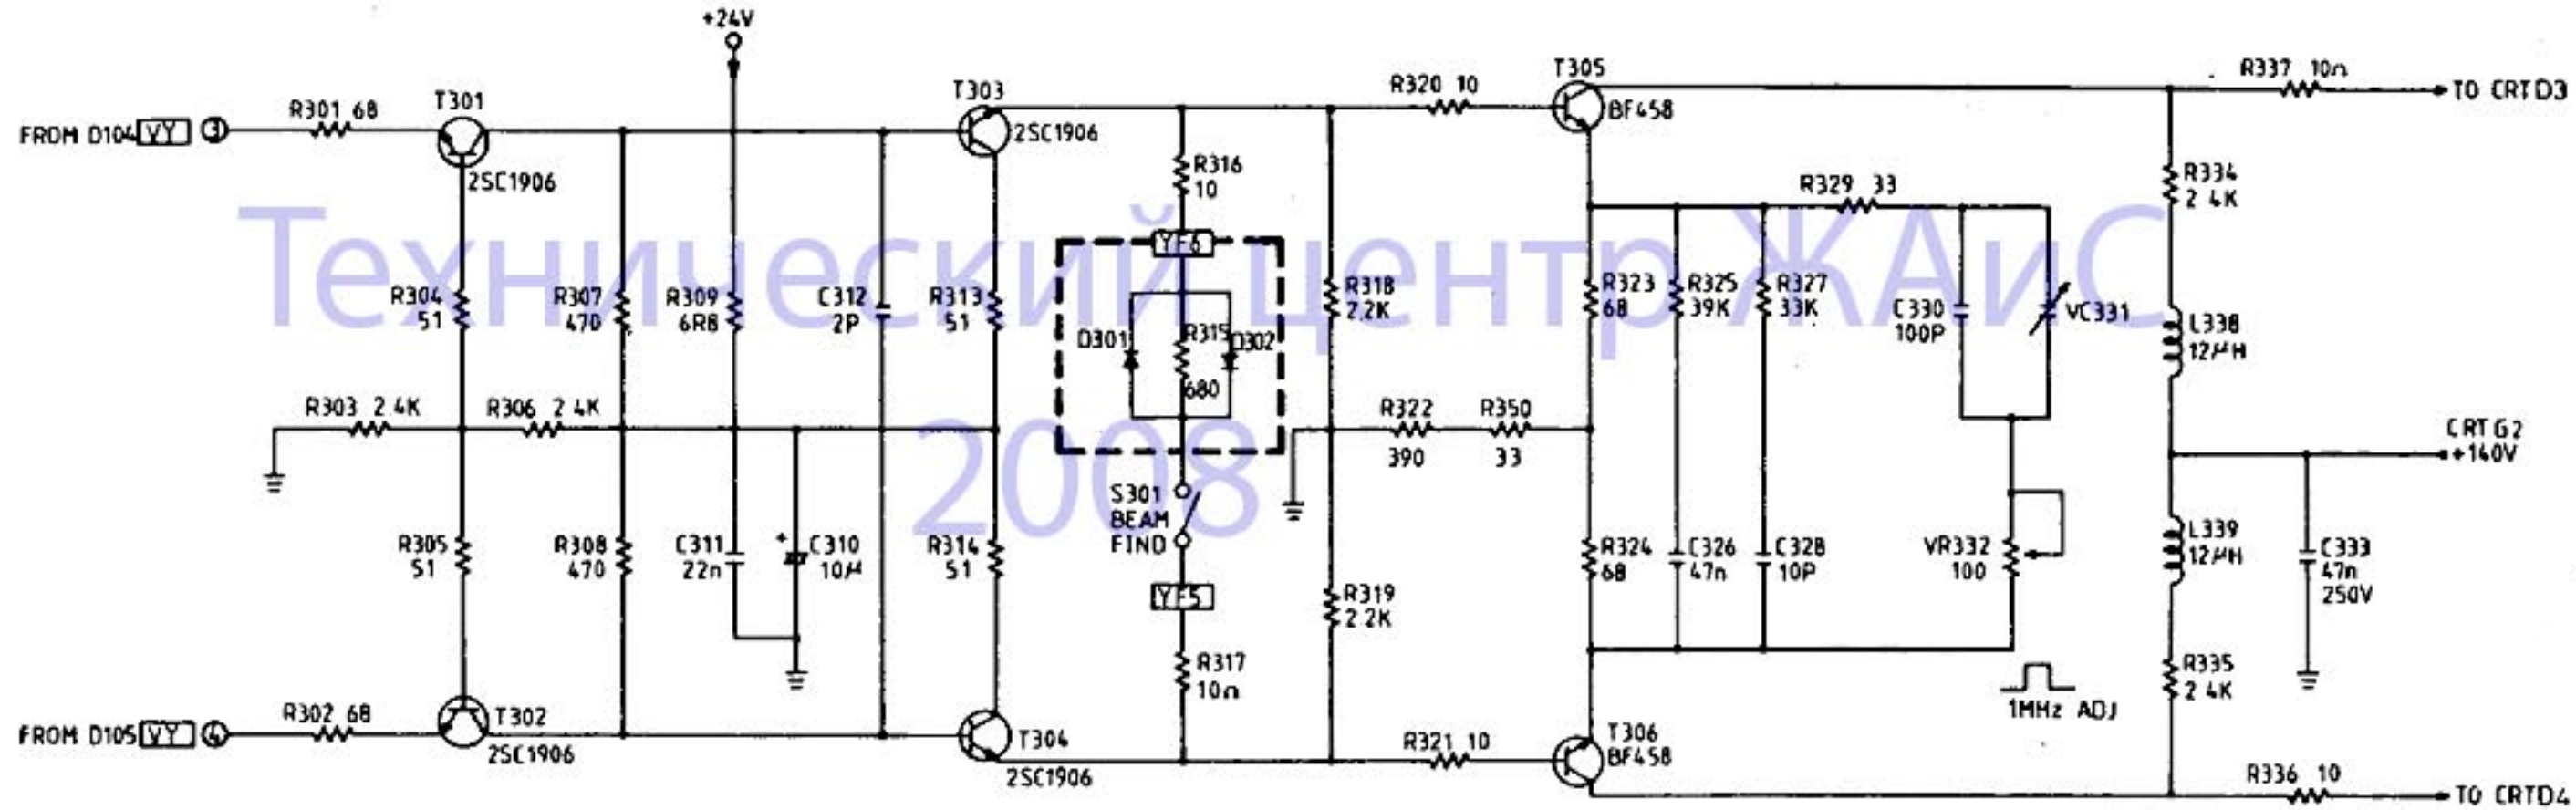 +24V
FROM D104 VY 3
R301 68
T301
2SC1906
T303
2SC1906
R320 10
T305
BF458
R337 10Ω
TO CRTD3
R316
10
YF6
R329 33
R334
2 4K
Технический центр ЖАиС
2008
R304
51
R307
470
R309
6R8
C312
2P
R313
51
D301
R315
680
D302
R318
2.2K
R323
68
R325
39K
R327
33K
C330
100P
VC331
L338
12μH
R303 2.4K
R306 2 4K
R322
390
R350
33
CRT G2
+140V
S301
BEAM
FIND
YF5
R305
51
R308
470
C311
22n
+
C310
10μ
R314
51
R319
2.2K
R324
68
C326
47n
C328
10P
VR332
100
L339
12μH
C333
47n
250V
R317
10Ω
1MHz ADJ
R335
2 4K
FROM D105 VY 4
R302 68
T302
2SC1906
T304
2SC1906
R321 10
T306
BF458
R336 10
TO CRTD4